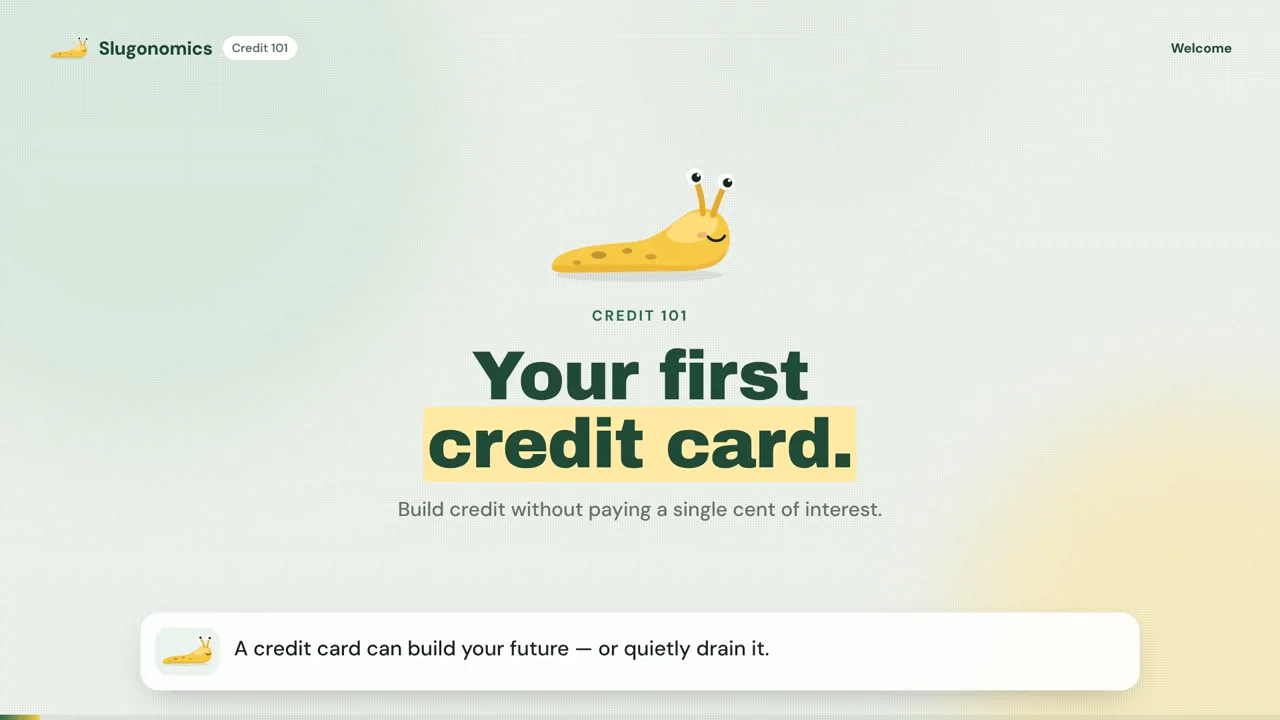 Slugonomics
Credit 101
Welcome
CREDIT 101
Your first
credit card.
Build credit without paying a single cent of interest.
A credit card can build your future — or quietly drain it.